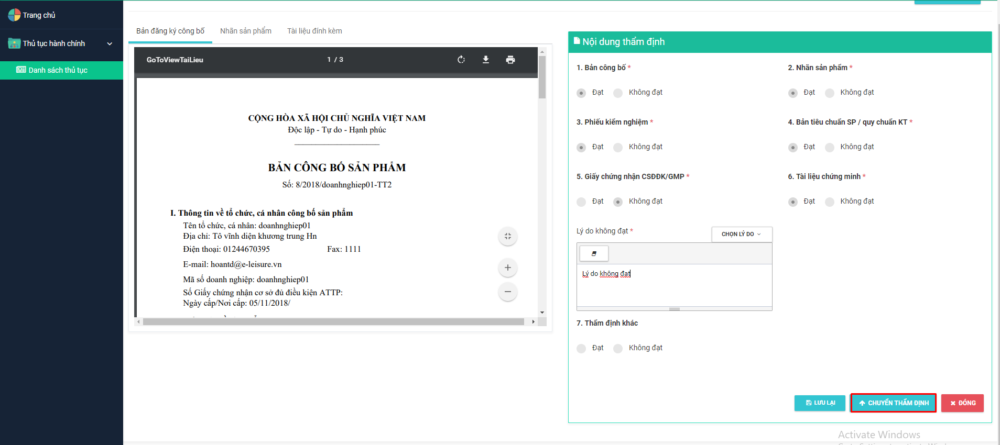 Trang chủ
Thủ tục hành chính
Danh sách thủ tục
Bản đăng ký công bố
Nhãn sản phẩm
Tài liệu đính kèm
GoToViewTaiLieu
1 / 3
CỘNG HÒA XÃ HỘI CHỦ NGHĨA VIỆT NAM
Độc lập - Tự do - Hạnh phúc
BẢN CÔNG BỐ SẢN PHẨM
Số: 8/2018/doanhnghiep01-TT2
I. Thông tin về tổ chức, cá nhân công bố sản phẩm
Tên tổ chức, cá nhân: doanhnghiep01
Địa chỉ: Tô vĩnh diện khương trung Hn
Điện thoại: 01244670395 Fax: 1111
E-mail: hoantd@e-leisure.vn
Mã số doanh nghiệp: doanhnghiep01
Số Giấy chứng nhận cơ sở đủ điều kiện ATTP:
Ngày cấp/Nơi cấp: 05/11/2018/
Nội dung thẩm định
1. Bản công bố *
Đạt Không đạt
2. Nhãn sản phẩm *
Đạt Không đạt
3. Phiếu kiểm nghiệm *
Đạt Không đạt
4. Bản tiêu chuẩn SP / quy chuẩn KT *
Đạt Không đạt
5. Giấy chứng nhận CSĐĐK/GMP *
Đạt Không đạt
6. Tài liệu chứng minh *
Đạt Không đạt
Lý do không đạt *
CHỌN LÝ DO
Lý do không đạt
7. Thẩm định khác
Đạt Không đạt
LƯU LẠI
CHUYỂN THẨM ĐỊNH
ĐÓNG
Activate Windows